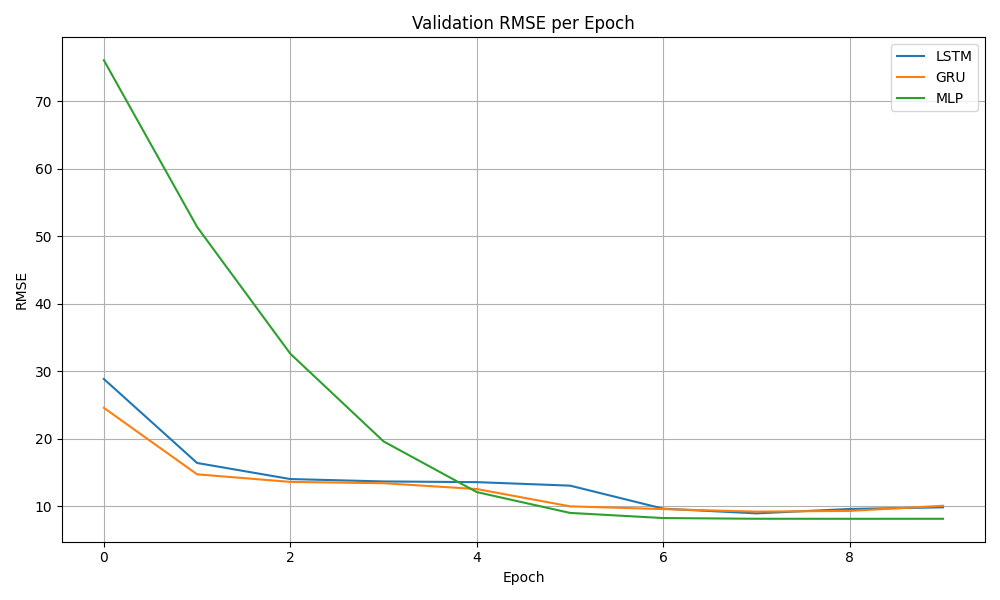 Validation RMSE per Epoch
LSTM
GRU
MLP
70
60
50
40
30
20
10
RMSE
0 2 4 6 8
Epoch